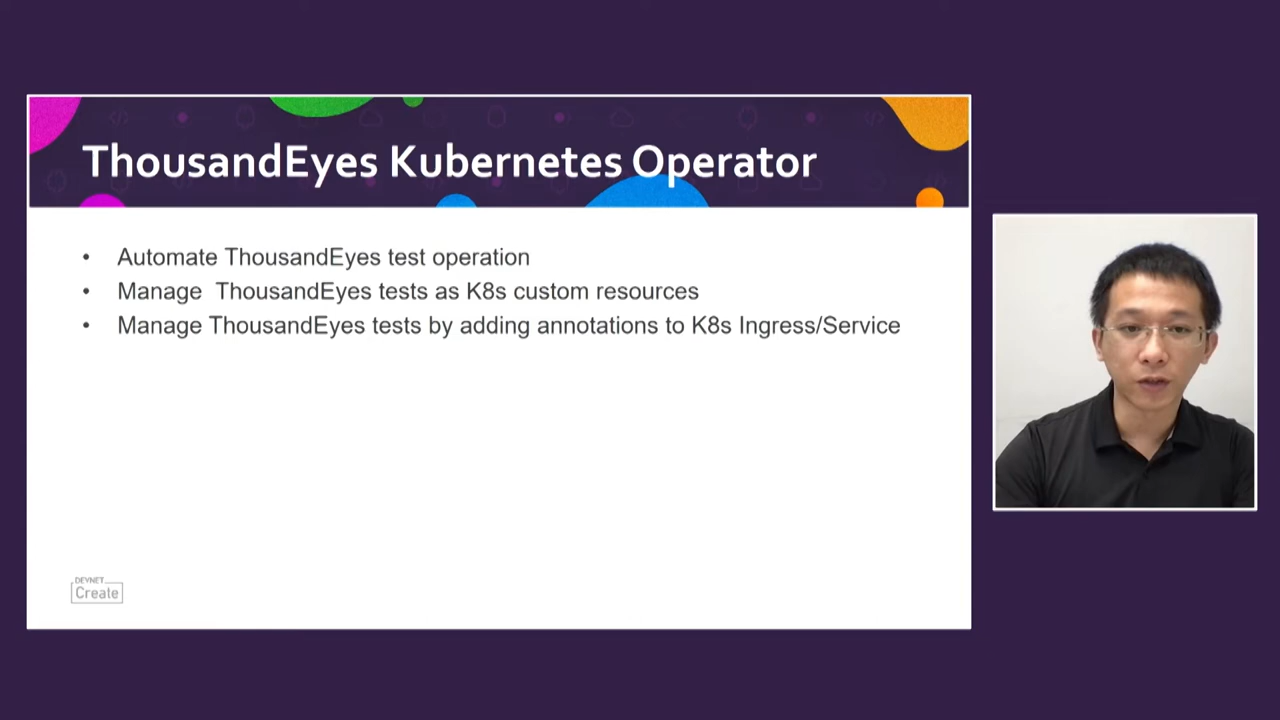 ThousandEyes Kubernetes Operator
• Automate ThousandEyes test operation
• Manage  ThousandEyes tests as K8s custom resources
• Manage ThousandEyes tests by adding annotations to K8s Ingress/Service
DEVNET
Create